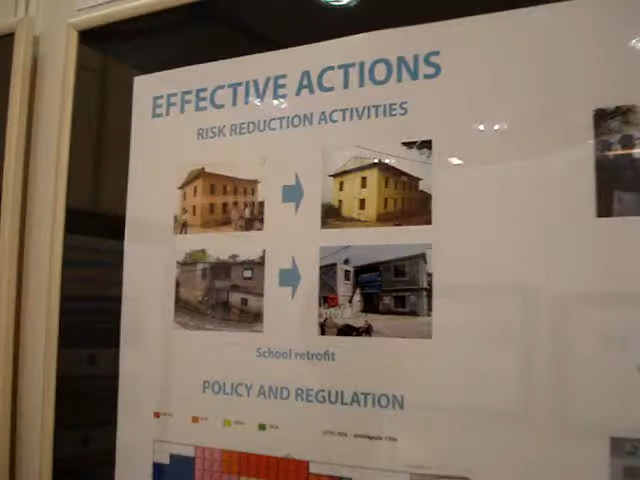 EFFECTIVE ACTIONS
RISK REDUCTION ACTIVITIES
School retrofit
POLICY AND REGULATION